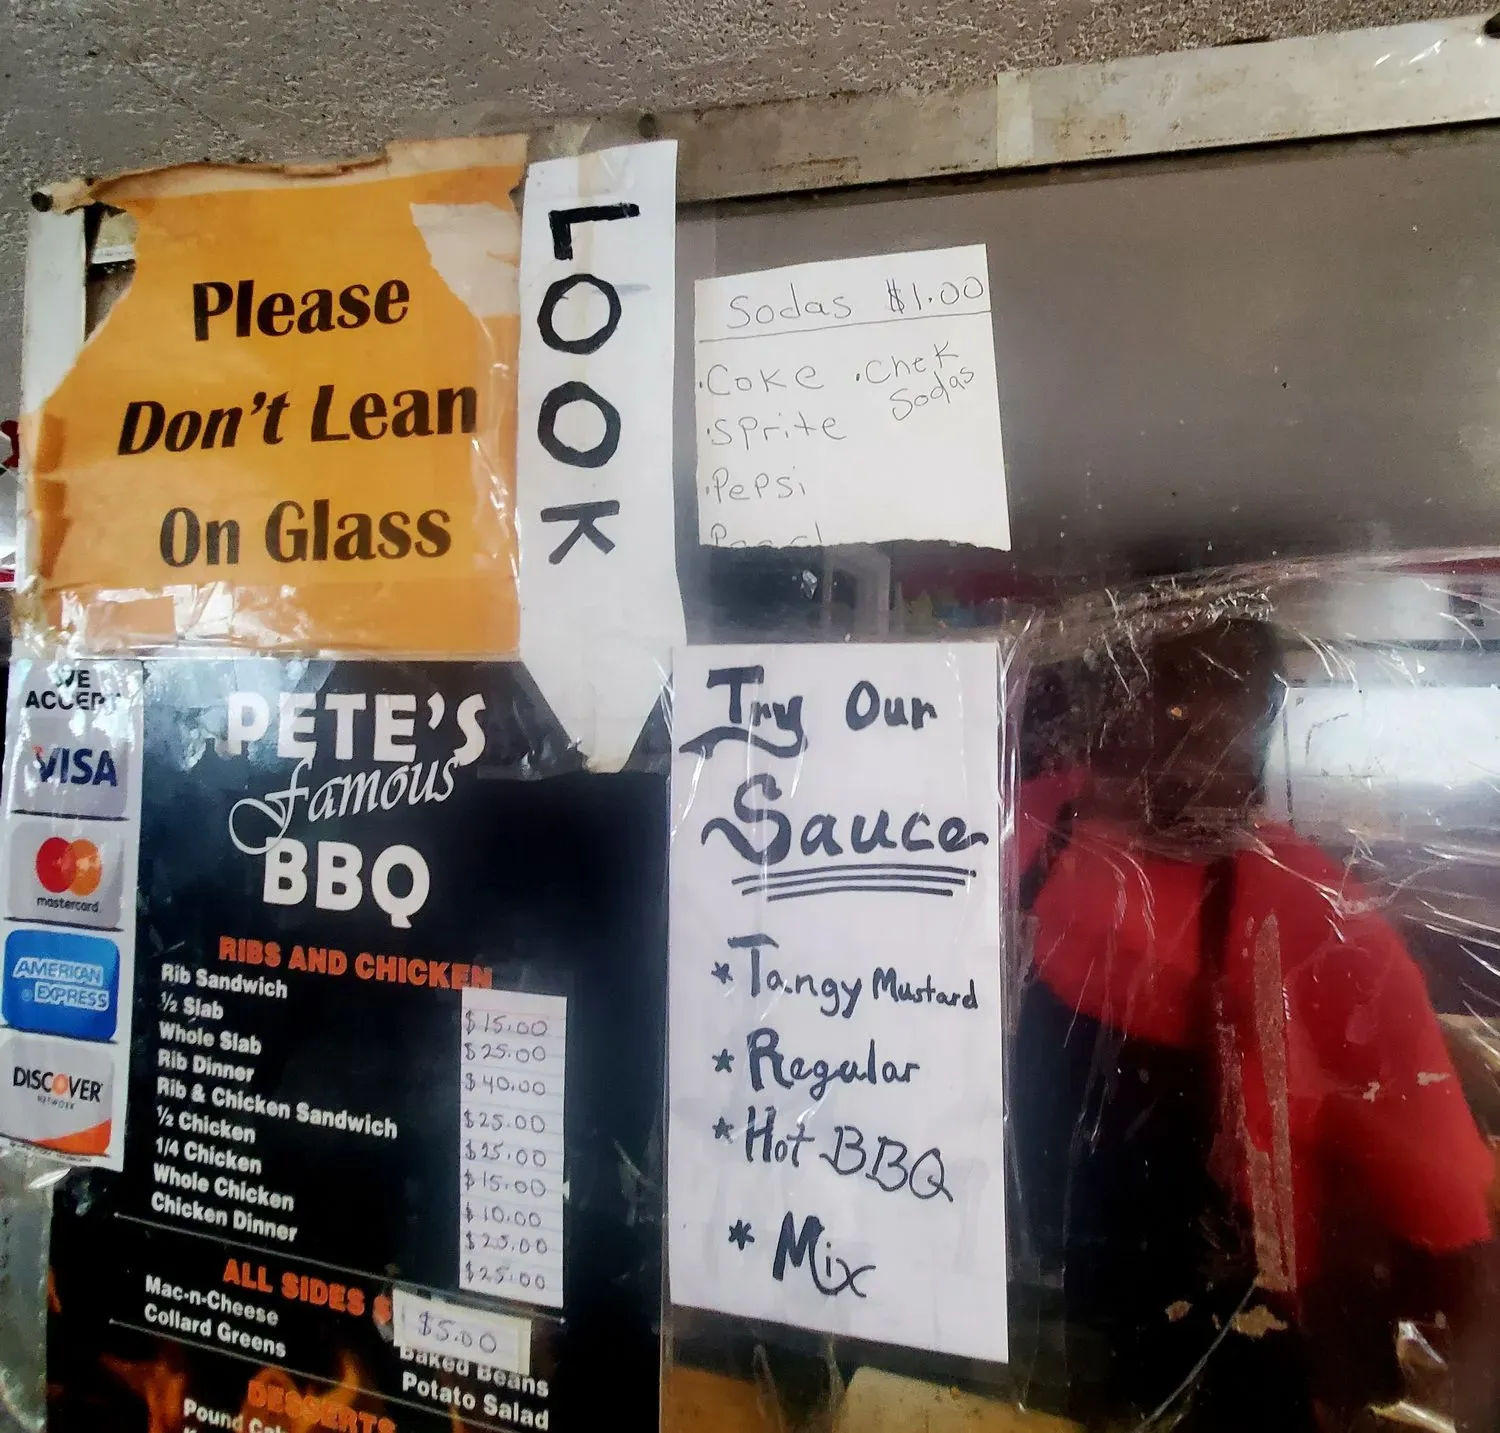 Please
Don't Lean
On Glass
LOOK
Sodas $1.00
·Coke
·Sprite
·Pepsi
·Chek
Sodas
WE
ACCEPT
VISA
mastercard
AMERICAN
EXPRESS
DISCOVER
NETWORK
PETE'S
famous
BBQ
RIBS AND CHICKEN
Rib Sandwich $15.00
½ Slab $25.00
Whole Slab $40.00
Rib Dinner $25.00
Rib & Chicken Sandwich $25.00
½ Chicken $15.00
1/4 Chicken $10.00
Whole Chicken $25.00
Chicken Dinner $25.00
ALL SIDES $5.00
Mac-n-Cheese
Collard Greens
Baked Beans
Potato Salad
DESSERTS
Pound
Try Our
Sauce
* Tangy Mustard
* Regular
* Hot BBQ
* Mix